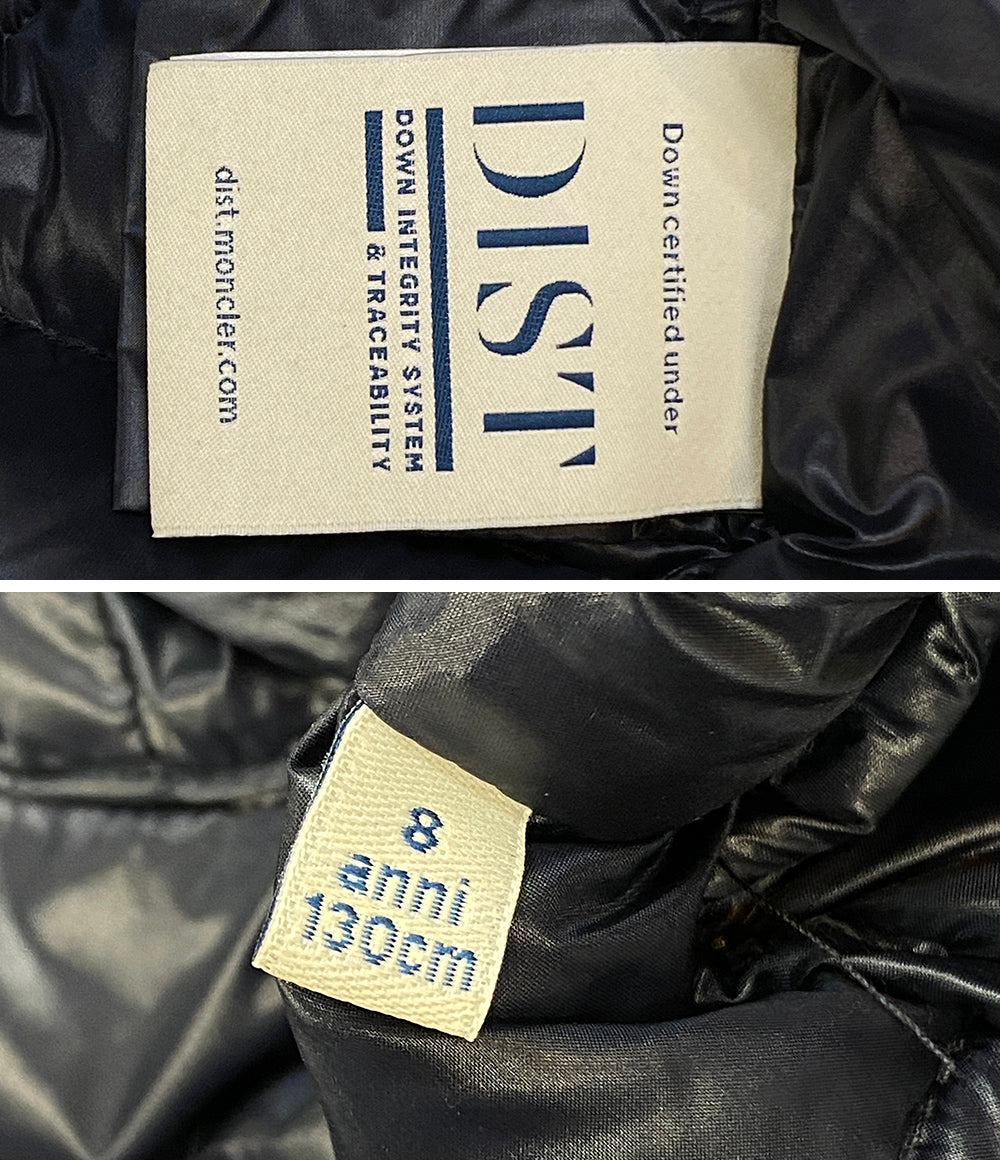 Down certified under
DIST
DOWN INTEGRITY SYSTEM
& TRACEABILITY
dist.moncler.com
8
anni
130cm